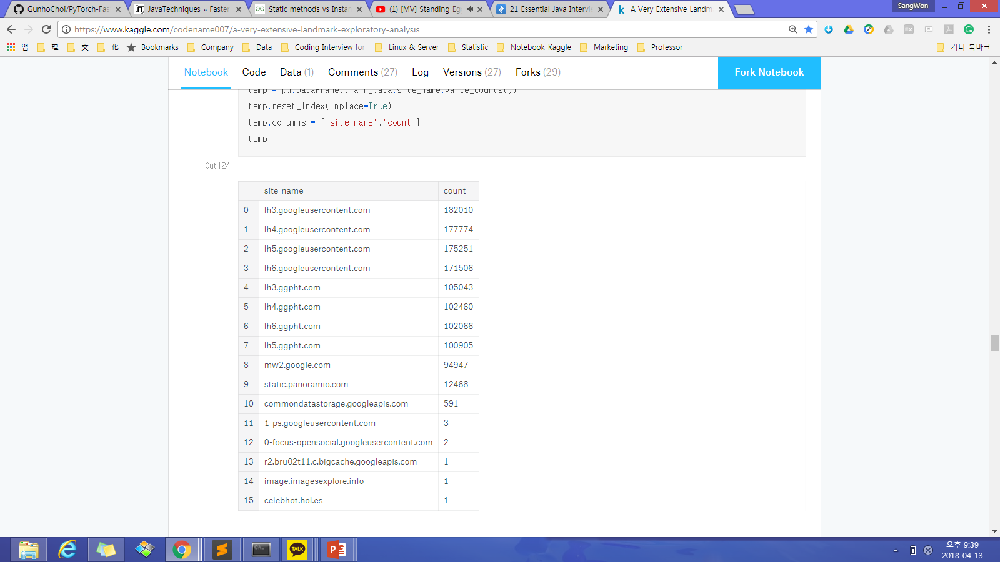 GunhoChoi/PyTorch-Fas
JavaTechniques » Faster
Static methods vs Instan
(1) [MV] Standing Eg
21 Essential Java Intervie
A Very Extensive Landm
SangWon
https://www.kaggle.com/codename007/a-very-extensive-landmark-exploratory-analysis
앱
理
文
化
Bookmarks
Company
Data
Coding Interview for
Linux & Server
Statistic
Notebook_Kaggle
Marketing
Professor
기타 북마크
Notebook Code Data (1) Comments (27) Log Versions (27) Forks (29) Fork Notebook
temp = pd.DataFrame(train_data.site_name.value_counts())
temp.reset_index(inplace=True)
temp.columns = ['site_name','count']
temp
Out [24]:
site_name count
0 lh3.googleusercontent.com 182010
1 lh4.googleusercontent.com 177774
2 lh5.googleusercontent.com 175251
3 lh6.googleusercontent.com 171506
4 lh3.ggpht.com 105043
5 lh4.ggpht.com 102460
6 lh6.ggpht.com 102066
7 lh5.ggpht.com 100905
8 mw2.google.com 94947
9 static.panoramio.com 12468
10 commondatastorage.googleapis.com 591
11 1-ps.googleusercontent.com 3
12 0-focus-opensocial.googleusercontent.com 2
13 r2.bru02t11.c.bigcache.googleapis.com 1
14 image.imagesexplore.info 1
15 celebhot.hol.es 1
TALK
오후 9:39
2018-04-13